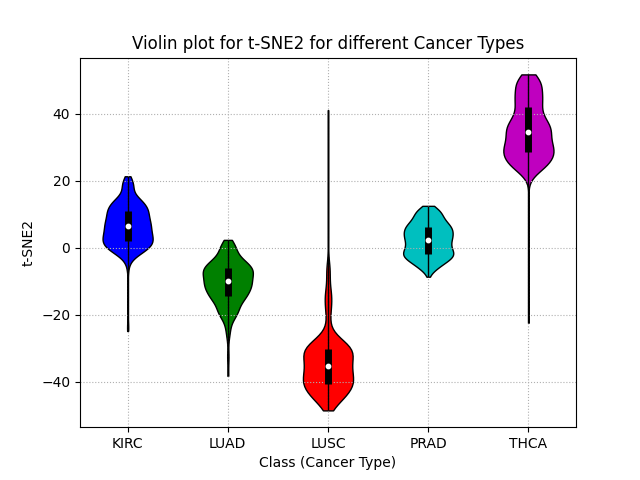 Violin plot for t-SNE2 for different Cancer Types
40
20
0
−20
−40
t-SNE2
KIRC LUAD LUSC PRAD THCA
Class (Cancer Type)